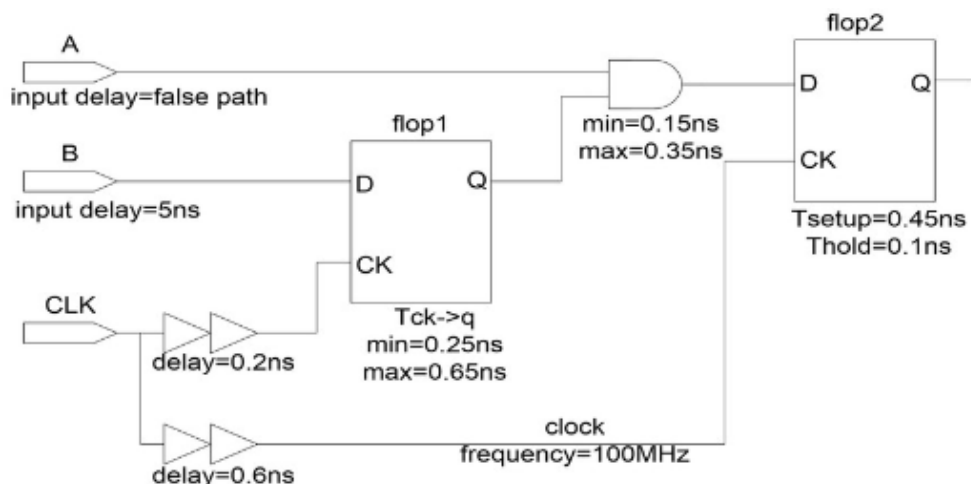 A
input delay=false path
B
input delay=5ns
CLK
delay=0.2ns
delay=0.6ns
flop1
D
Q
CK
Tck->q
min=0.25ns
max=0.65ns
min=0.15ns
max=0.35ns
flop2
D
Q
CK
Tsetup=0.45ns
Thold=0.1ns
clock
frequency=100MHz